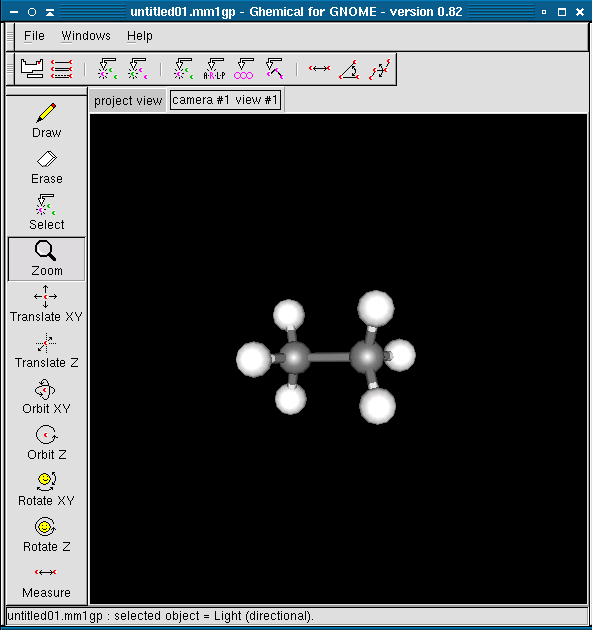 untitled01.mm1gp - Ghemical for GNOME - version 0.82
File Windows Help
A·R·L·P
project view camera #1 view #1
Draw
Erase
Select
Zoom
Translate XY
Translate Z
Orbit XY
Orbit Z
Rotate XY
Rotate Z
Measure
untitled01.mm1gp : selected object = Light (directional).